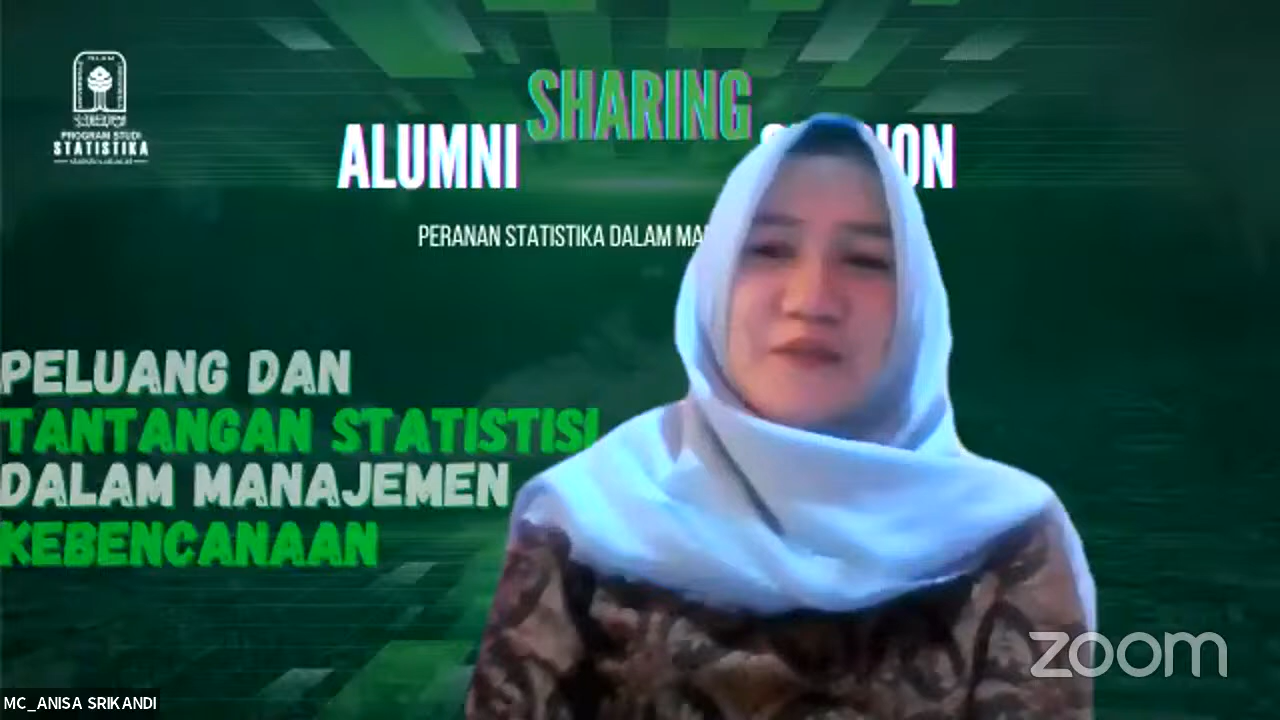 PROGRAM STUDI
STATISTIKA
SHARING
ALUMNI
ION
PERANAN STATISTIKA DALAM MA
PELUANG DAN
TANTANGAN STATISTISI
DALAM MANAJEMEN
KEBENCANAAN
zoom
MC_ANISA SRIKANDI